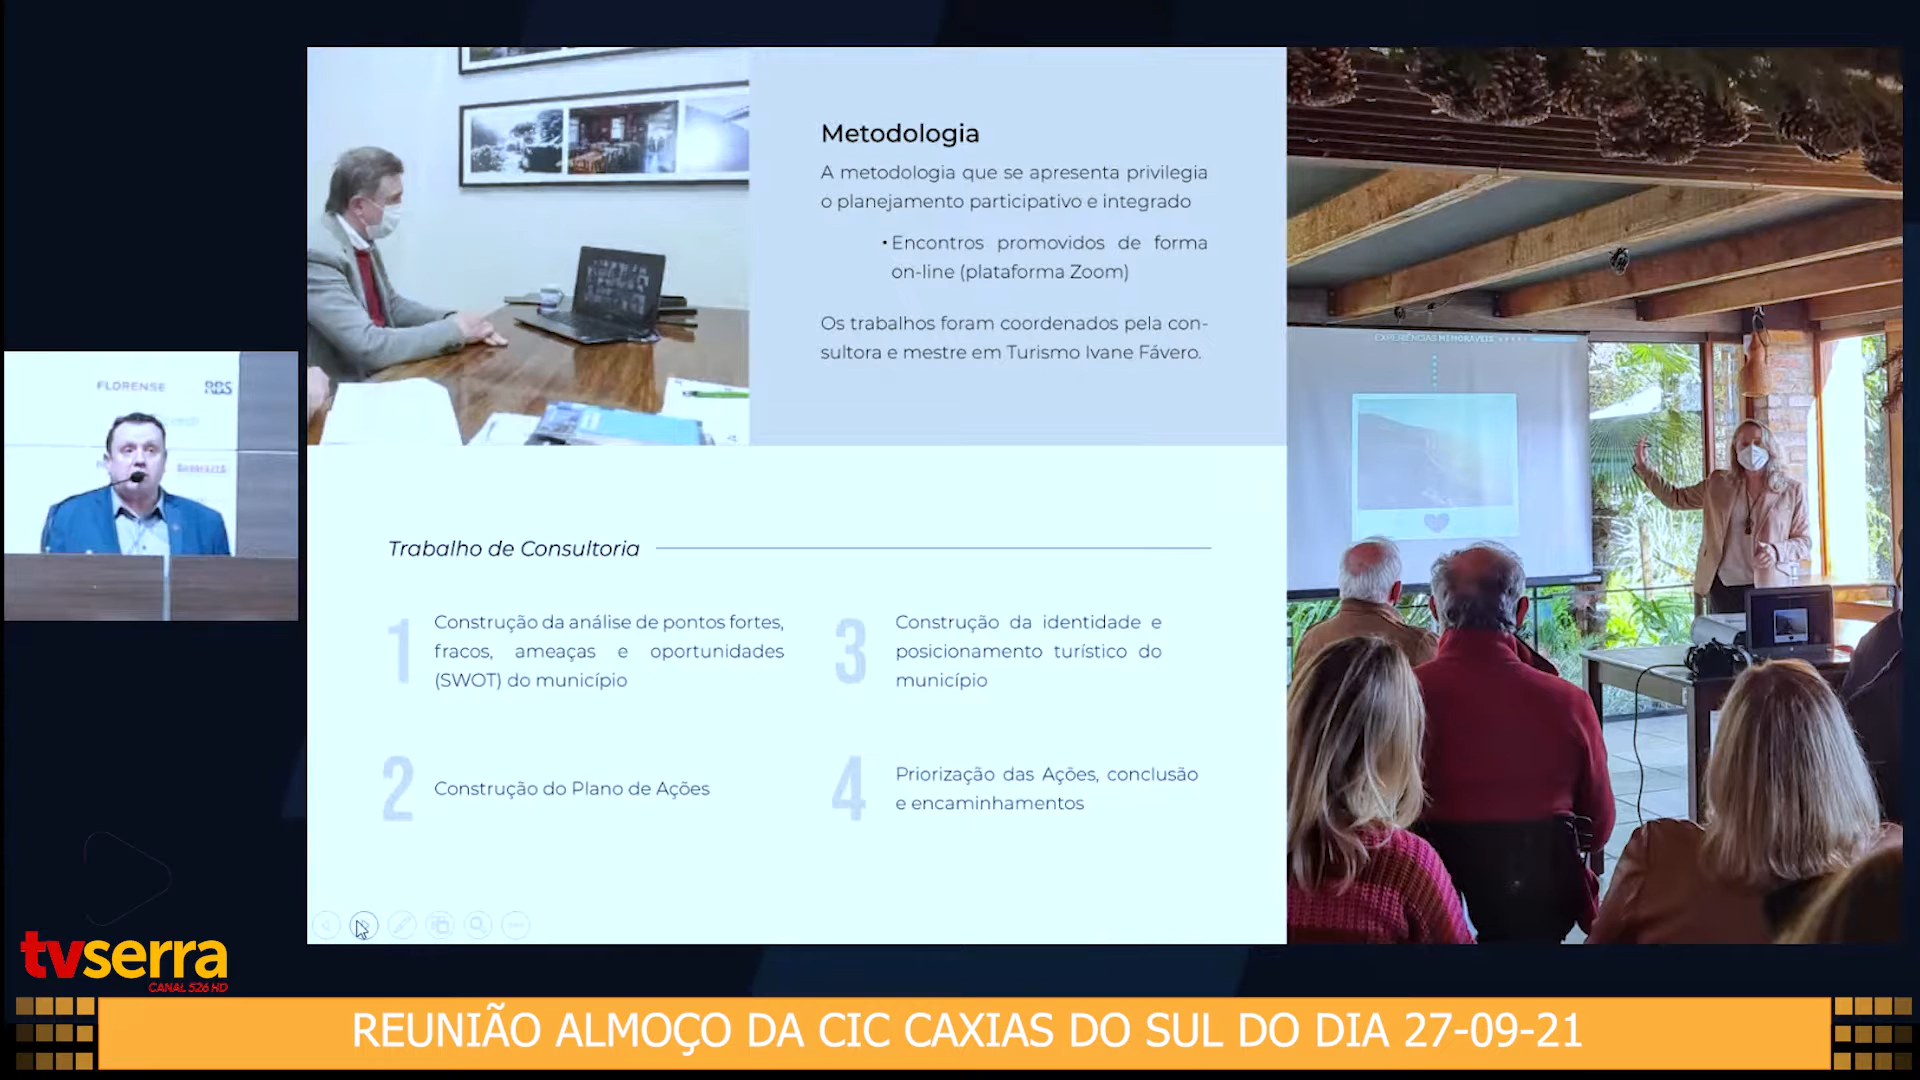 Metodologia
A metodologia que se apresenta privilegia
o planejamento participativo e integrado
• Encontros promovidos de forma
on-line (plataforma Zoom)
Os trabalhos foram coordenados pela con-
sultora e mestre em Turismo Ivane Fávero.
EXPERIÊNCIAS MEMORÁVEIS
FLORENSE
RBS
Trabalho de Consultoria
1
Construção da análise de pontos fortes,
fracos, ameaças e oportunidades
(SWOT) do município
2
Construção do Plano de Ações
3
Construção da identidade e
posicionamento turístico do
município
4
Priorização das Ações, conclusão
e encaminhamentos
tvserra
CANAL 526 HD
REUNIÃO ALMOÇO DA CIC CAXIAS DO SUL DO DIA 27-09-21